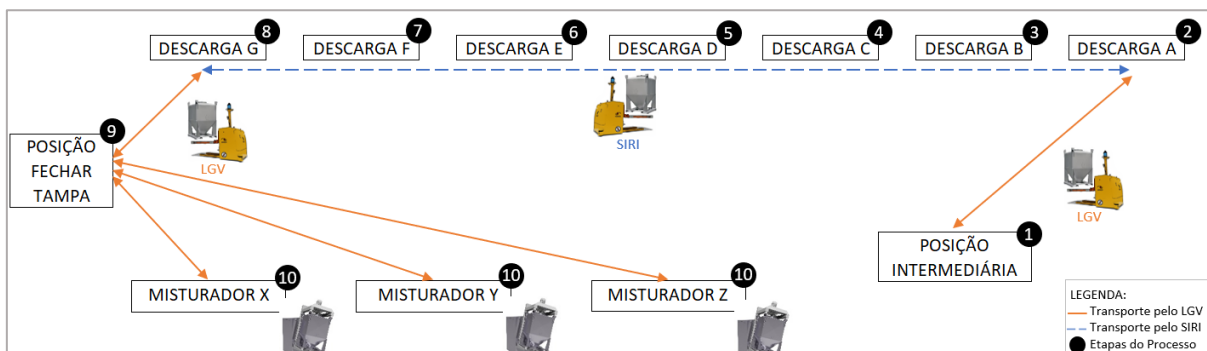 8
7
6
5
4
3
2
DESCARGA G
DESCARGA F
DESCARGA E
DESCARGA D
DESCARGA C
DESCARGA B
DESCARGA A
9
POSIÇÃO
FECHAR
TAMPA
LGV
SIRI
LGV
1
POSIÇÃO
INTERMEDIÁRIA
10
MISTURADOR X
10
MISTURADOR Y
10
MISTURADOR Z
LEGENDA:
Transporte pelo LGV
Transporte pelo SIRI
Etapas do Processo